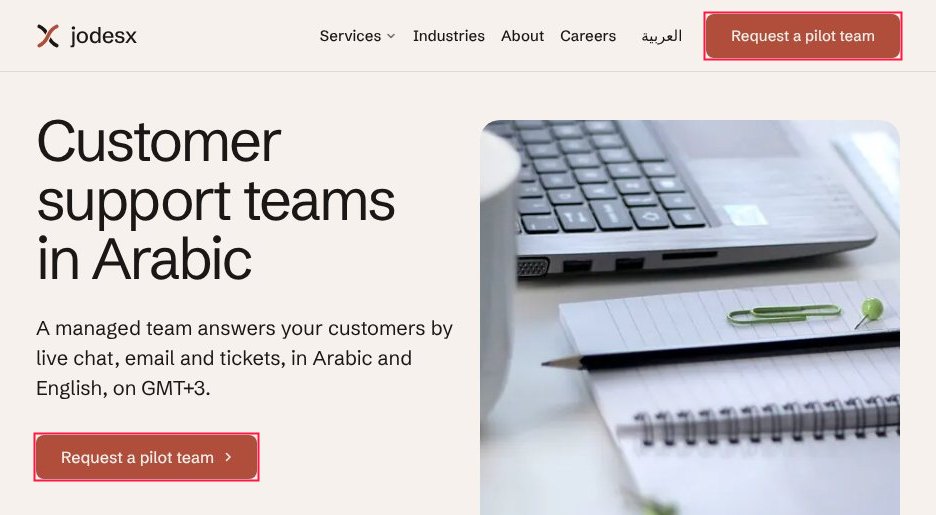 jodesx
Services
Industries
About
Careers
العربية
Request a pilot team
Customer
support teams
in Arabic
A managed team answers your customers by
live chat, email and tickets, in Arabic and
English, on GMT+3.
Request a pilot team